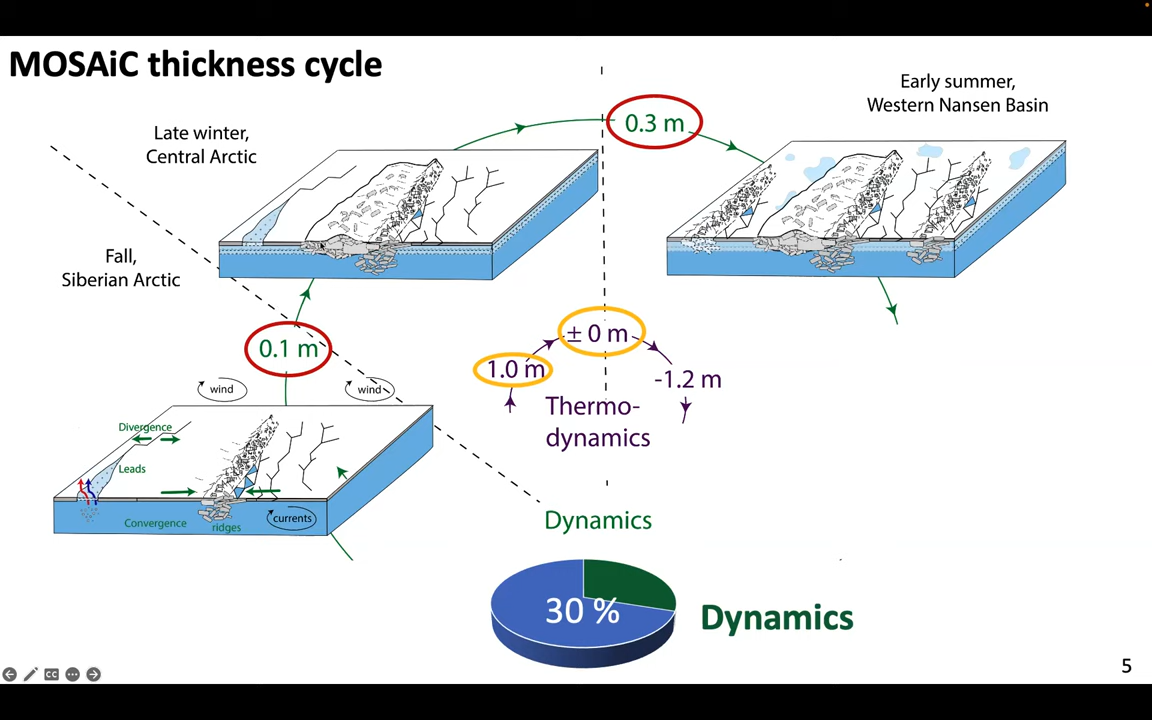 MOSAiC thickness cycle
Early summer,
Western Nansen Basin
Late winter,
Central Arctic
0.3 m
Fall,
Siberian Arctic
0.1 m
± 0 m
1.0 m
-1.2 m
Thermo-
dynamics
wind
wind
Divergence
Leads
Convergence
ridges
currents
Dynamics
30 %
Dynamics
5
CC